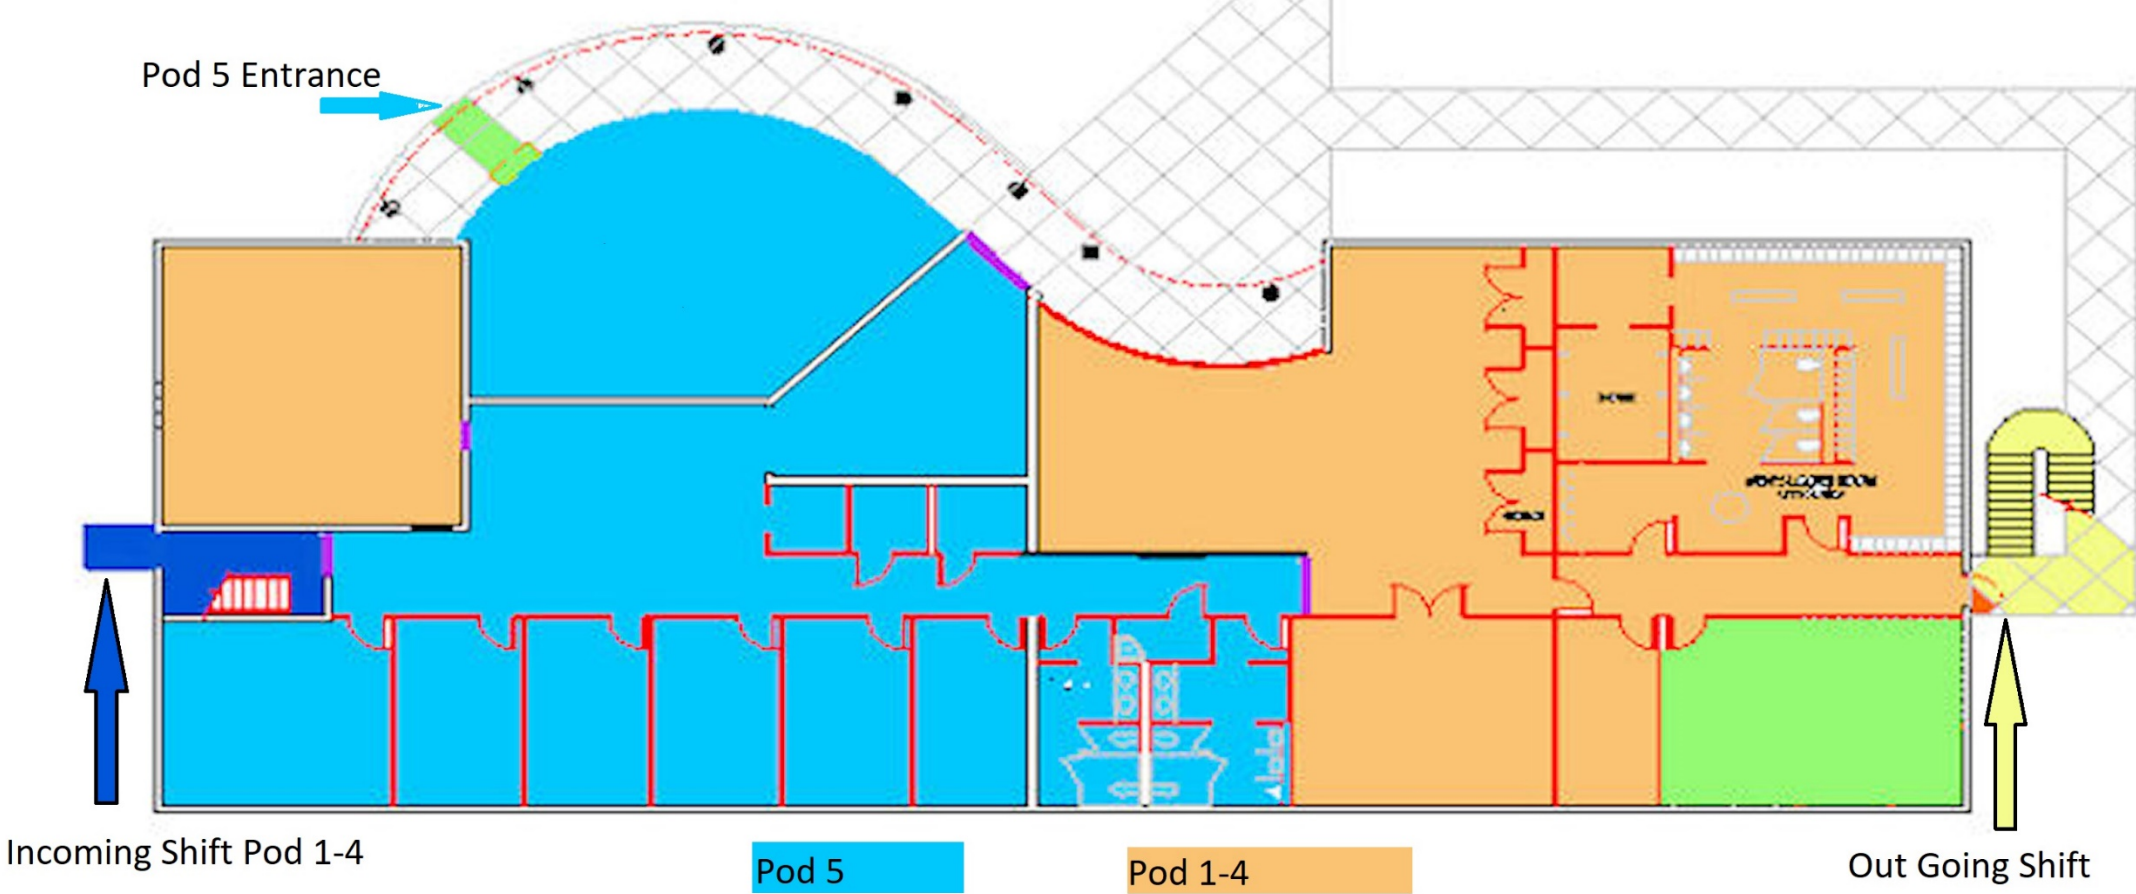 Pod 5 Entrance
Incoming Shift Pod 1-4
Pod 5
Pod 1-4
Out Going Shift